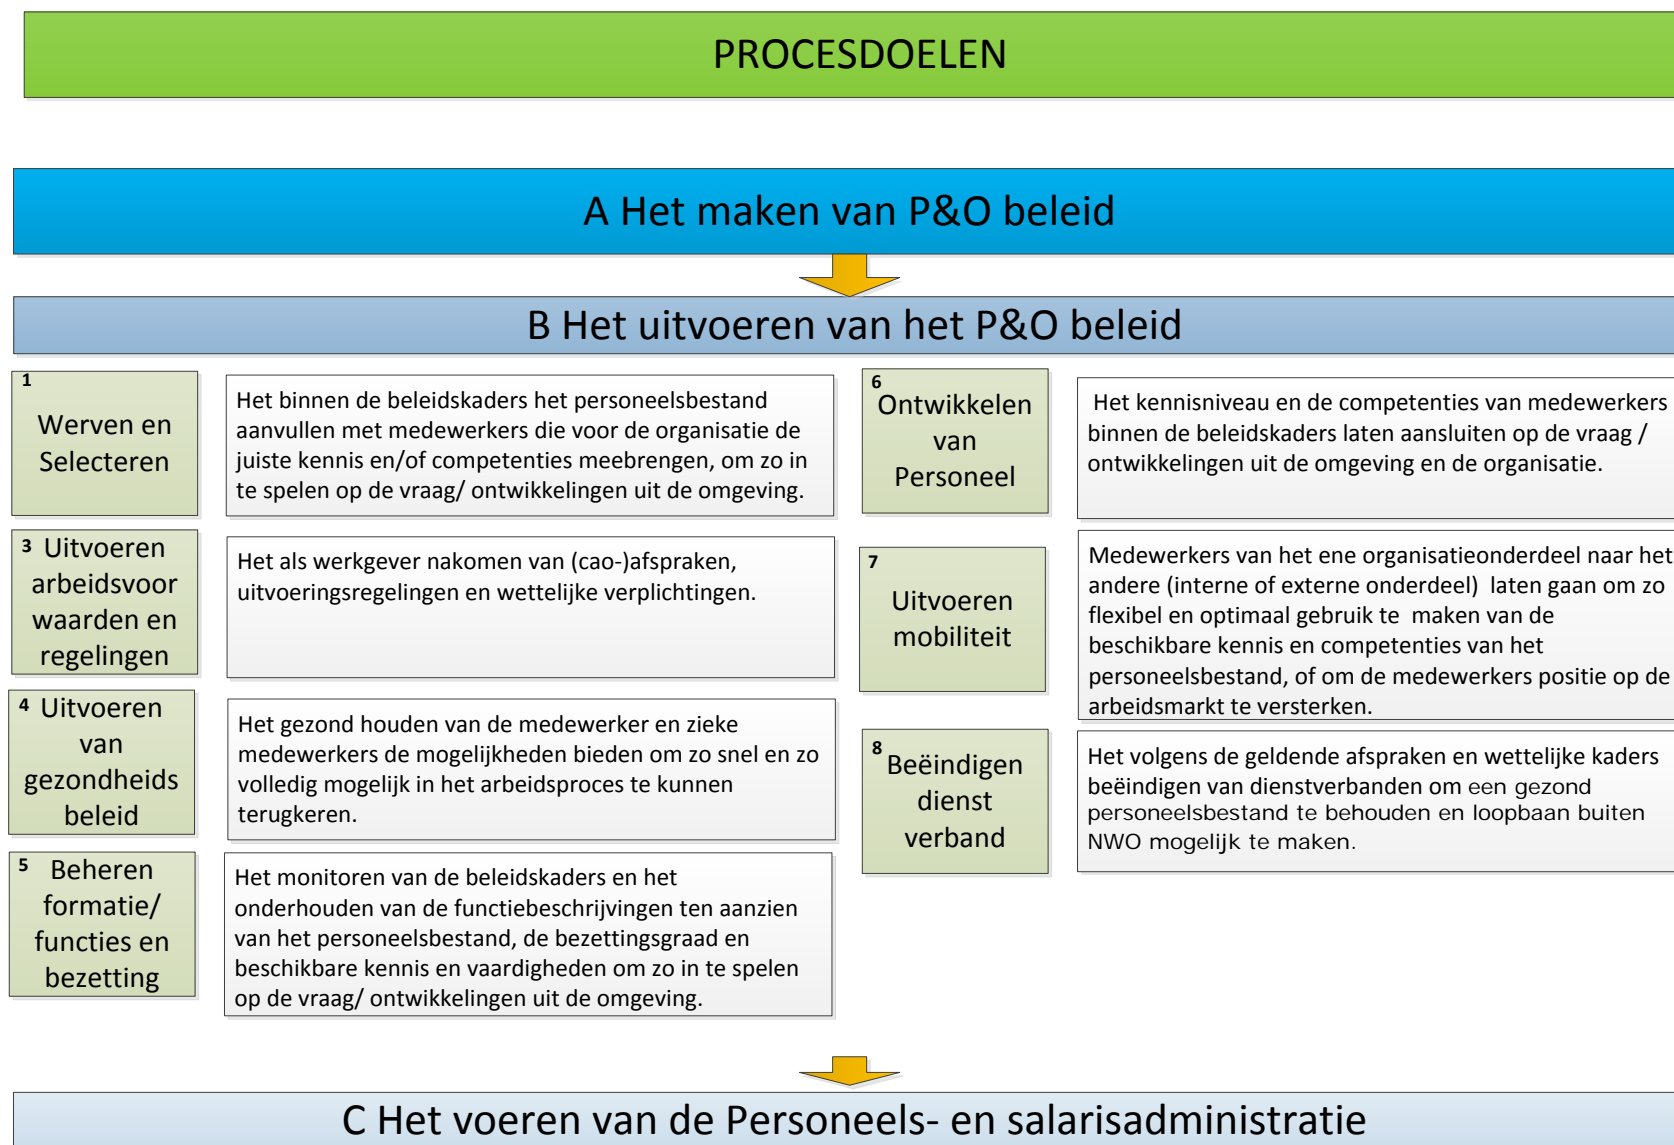 PROCESDOELEN
A Het maken van P&O beleid
B Het uitvoeren van het P&O beleid
1
Werven en
Selecteren
Het binnen de beleidskaders het personeelsbestand
aanvullen met medewerkers die voor de organisatie de
juiste kennis en/of competenties meebrengen, om zo in
te spelen op de vraag/ ontwikkelingen uit de omgeving.
3 Uitvoeren
arbeidsvoor
waarden en
regelingen
Het als werkgever nakomen van (cao-)afspraken,
uitvoeringsregelingen en wettelijke verplichtingen.
4 Uitvoeren
van
gezondheids
beleid
Het gezond houden van de medewerker en zieke
medewerkers de mogelijkheden bieden om zo snel en zo
volledig mogelijk in het arbeidsproces te kunnen
terugkeren.
5 Beheren
formatie/
functies en
bezetting
Het monitoren van de beleidskaders en het
onderhouden van de functiebeschrijvingen ten aanzien
van het personeelsbestand, de bezettingsgraad en
beschikbare kennis en vaardigheden om zo in te spelen
op de vraag/ ontwikkelingen uit de omgeving.
6
Ontwikkelen
van
Personeel
Het kennisniveau en de competenties van medewerkers
binnen de beleidskaders laten aansluiten op de vraag /
ontwikkelingen uit de omgeving en de organisatie.
7
Uitvoeren
mobiliteit
Medewerkers van het ene organisatieonderdeel naar het
andere (interne of externe onderdeel) laten gaan om zo
flexibel en optimaal gebruik te maken van de
beschikbare kennis en competenties van het
personeelsbestand, of om de medewerkers positie op de
arbeidsmarkt te versterken.
8 Beëindigen
dienst
verband
Het volgens de geldende afspraken en wettelijke kaders
beëindigen van dienstverbanden om een gezond
personeelsbestand te behouden en loopbaan buiten
NWO mogelijk te maken.
C Het voeren van de Personeels- en salarisadministratie